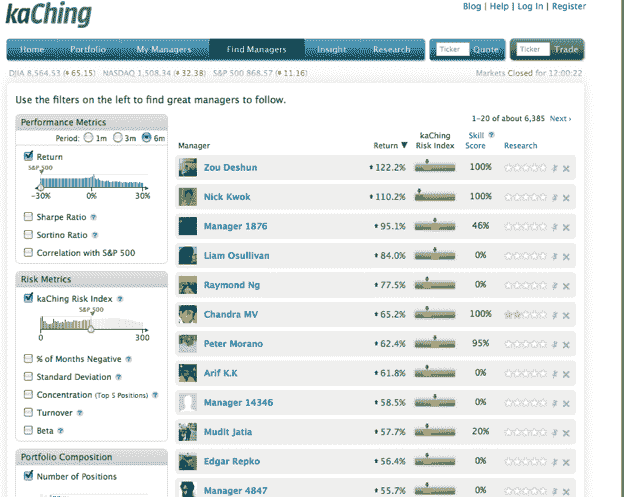 kaChing
Blog | Help | Log In | Register
Home Portfolio My Managers Find Managers Insight Research Ticker Quote Ticker Trade
DJIA 8,564.53 (65.15) NASDAQ 1,508.34 (32.38) S&P 500 868.57 (11.16) Markets Closed for 12:00:22
Use the filters on the left to find great managers to follow.
Performance Metrics
Period: 1m 3m 6m
Return
S&P 500
-30% 0% 30%
Sharpe Ratio ?
Sortino Ratio ?
Correlation with S&P 500
Risk Metrics
kaChing Risk Index ?
S&P 500
0 300
% of Months Negative ?
Standard Deviation ?
Concentration (Top 5 Positions) ?
Turnover ?
Beta ?
Portfolio Composition
Number of Positions
1-20 of about 6,385 Next ›
Manager Return ▼ kaChing Risk Index Skill ? Score Research
Zou Deshun 122.2% 100%
Nick Kwok 110.2% 100%
Manager 1876 95.1% 46%
Liam Osullivan 84.0% 0%
Raymond Ng 77.5% 0%
Chandra MV 65.2% 100%
Peter Morano 62.4% 95%
Arif K.K 61.8% 0%
Manager 14346 58.5% 0%
Mudit Jatia 57.7% 20%
Edgar Repko 56.4% 0%
Manager 4847 55.7% 0%